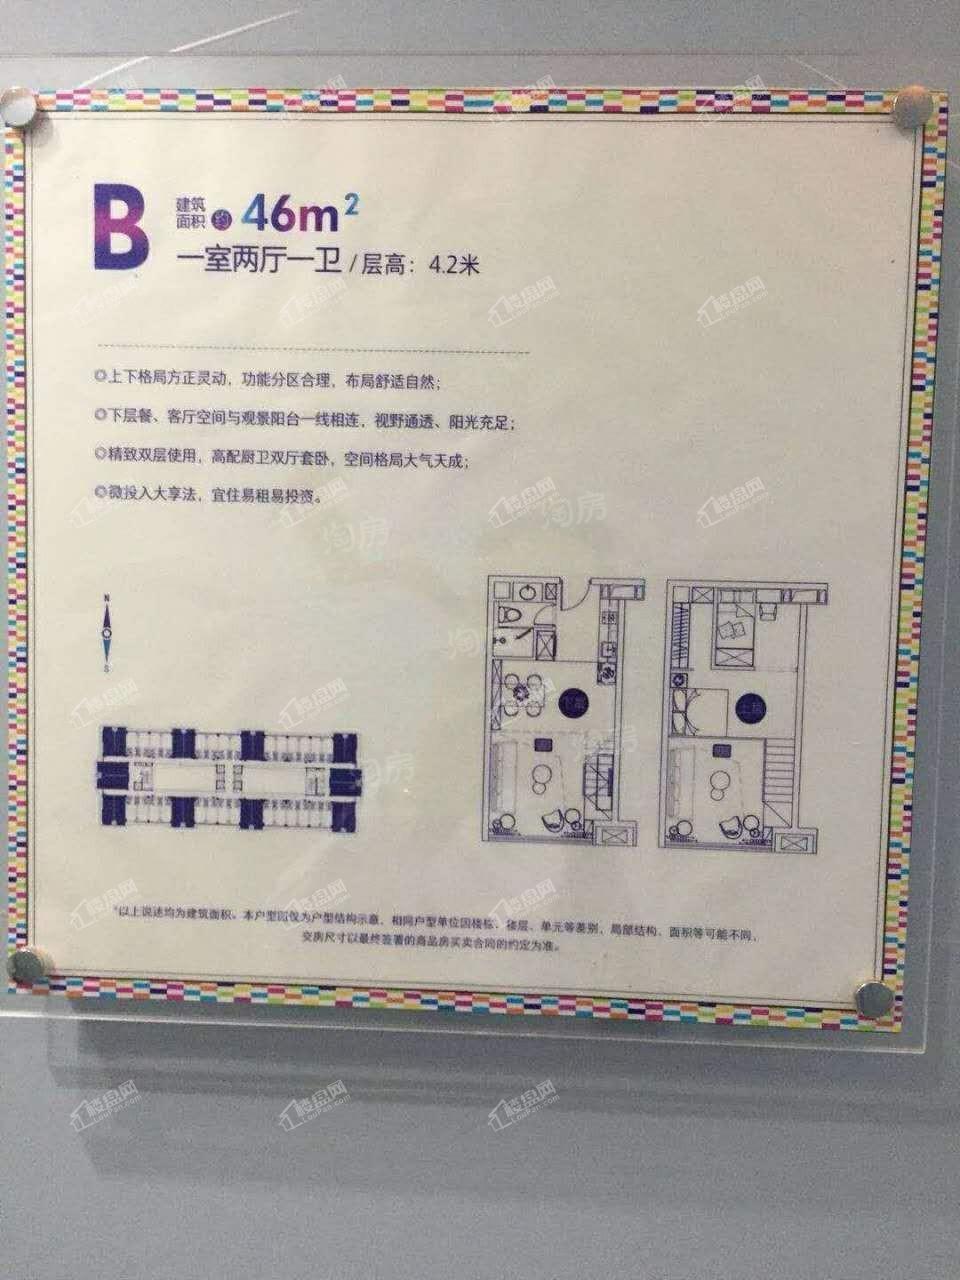 B
建筑
面积
约
46m²
一室两厅一卫 / 层高：4.2米
◎上下格局方正灵动，功能分区合理，布局舒适自然；
◎下层餐、客厅空间与观景阳台一线相连，视野通透、阳光充足；
◎精致双层使用，高配厨卫双厅套卧，空间格局大气天成；
◎微投入大享法，宜住易租易投资。
N
S
下层
上层
*以上说述均为建筑面积。本户型图仅为户型结构示意，相同户型单位因楼栋、楼层、单元等差别，局部结构、面积等可能不同，
交房尺寸以最终签署的商品房买卖合同的约定为准。
楼盘网
Loupan.com
淘房